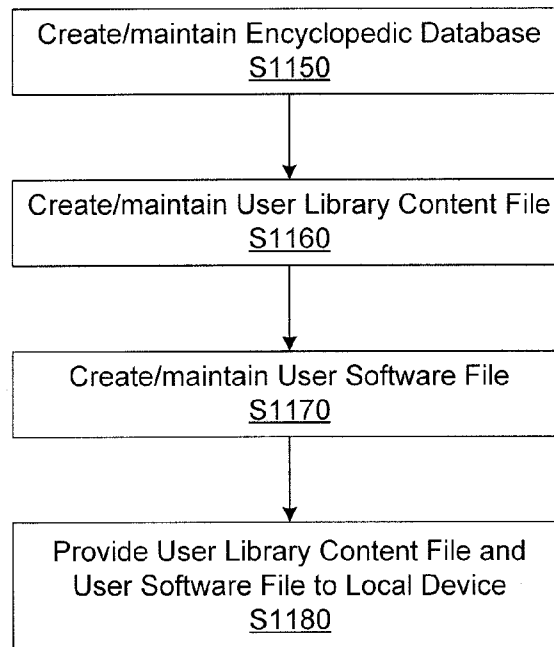 Create/maintain Encyclopedic Database
S1150
Create/maintain User Library Content File
S1160
Create/maintain User Software File
S1170
Provide User Library Content File and
User Software File to Local Device
S1180